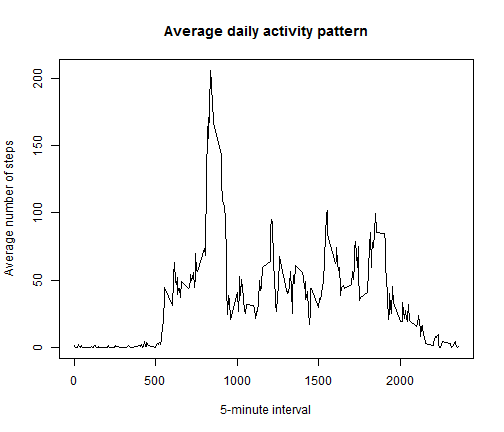 Average daily activity pattern
Average number of steps
200
150
100
50
0
0 500 1000 1500 2000
5-minute interval